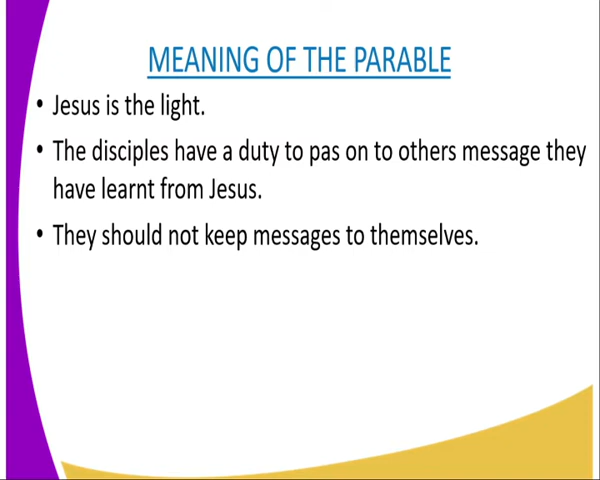 MEANING OF THE PARABLE
• Jesus is the light.
• The disciples have a duty to pas on to others message they
have learnt from Jesus.
• They should not keep messages to themselves.